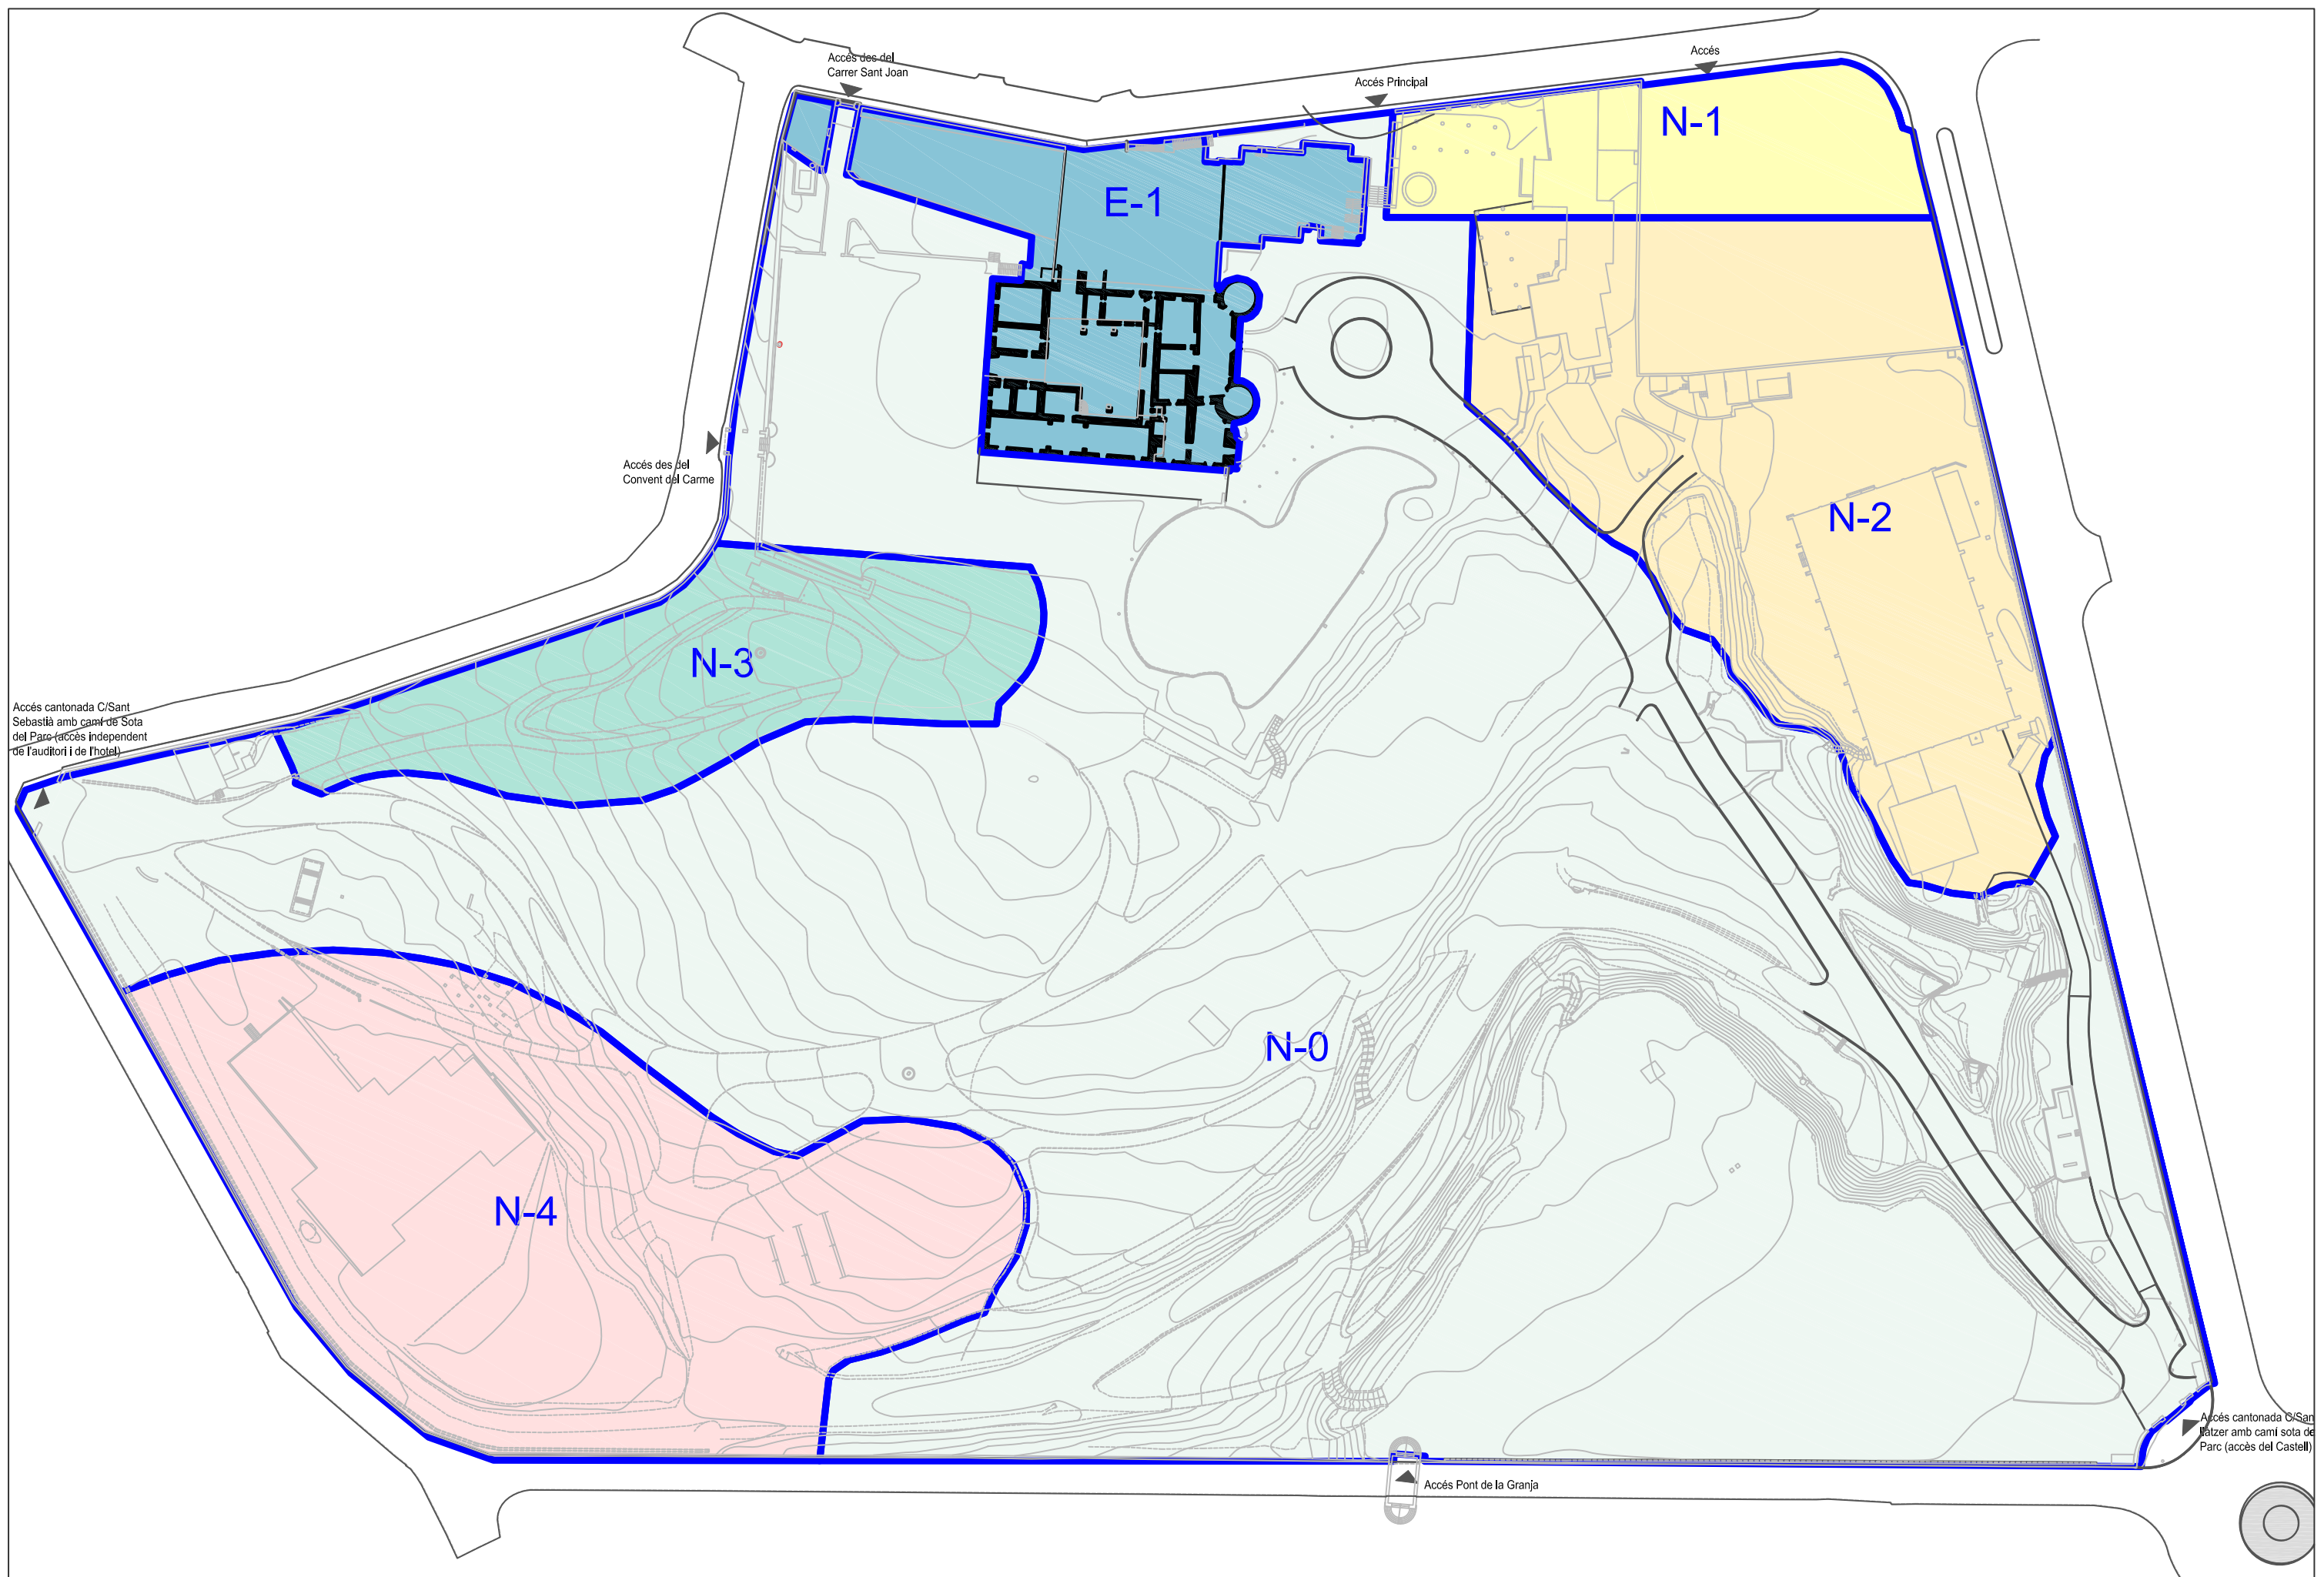 Accés des del
Carrer Sant Joan
Accés Principal
Accés
N-1
E-1
Accés des del
Convent del Carme
N-2
N-3
Accés cantonada C/Sant
Sebastià amb camí de Sota
del Parc (accés independent
de l'auditori i de l'hotel)
N-0
N-4
Accés cantonada C/San
llàtzer amb camí sota de
Parc (accès del Castell)
Accés Pont de la Granja